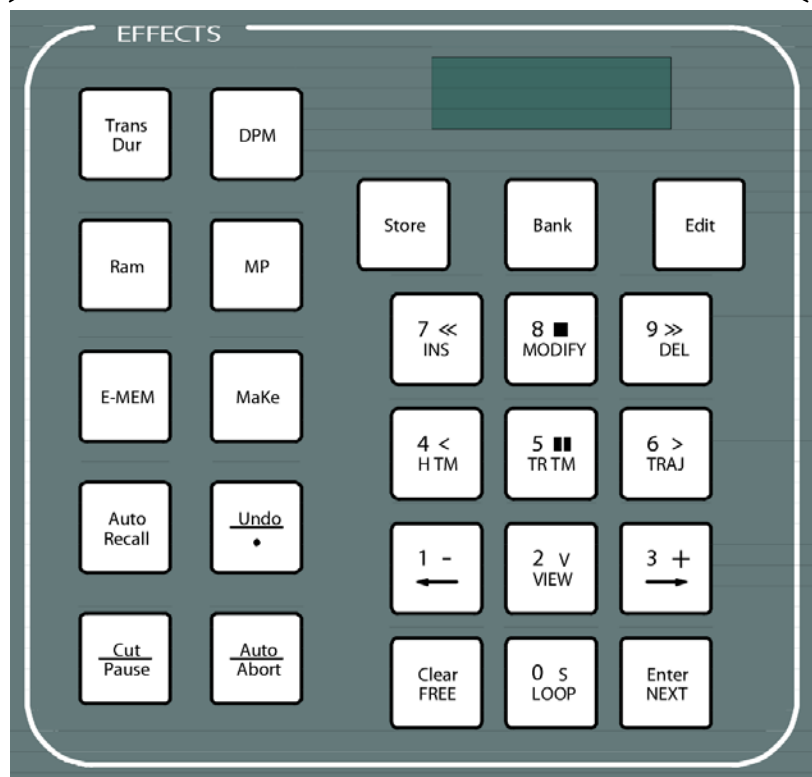 EFFECTS
Trans
Dur
DPM
Store
Bank
Edit
Ram
MP
7 «
INS
8 ■
MODIFY
9 »
DEL
E-MEM
MaKe
4 <
H TM
5 ▮▮
TR TM
6 >
TRAJ
Auto
Recall
Undo
•
1 -
←
2 V
VIEW
3 +
→
Cut
Pause
Auto
Abort
Clear
FREE
0 S
LOOP
Enter
NEXT